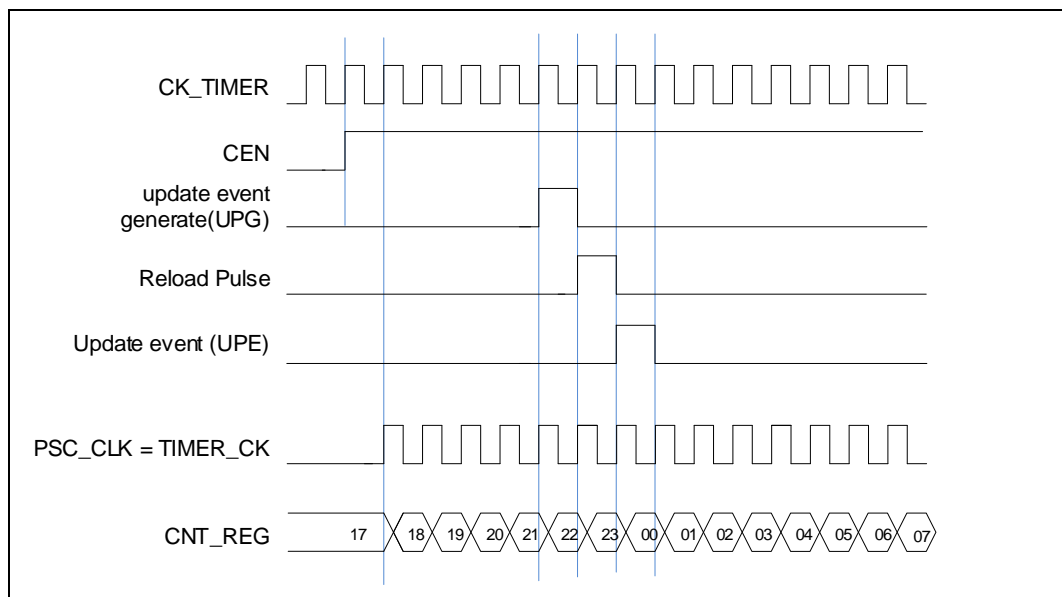 CK_TIMER
CEN
update event
generate(UPG)
Reload Pulse
Update event (UPE)
PSC_CLK = TIMER_CK
CNT_REG 17 18 19 20 21 22 23 00 01 02 03 04 05 06 07